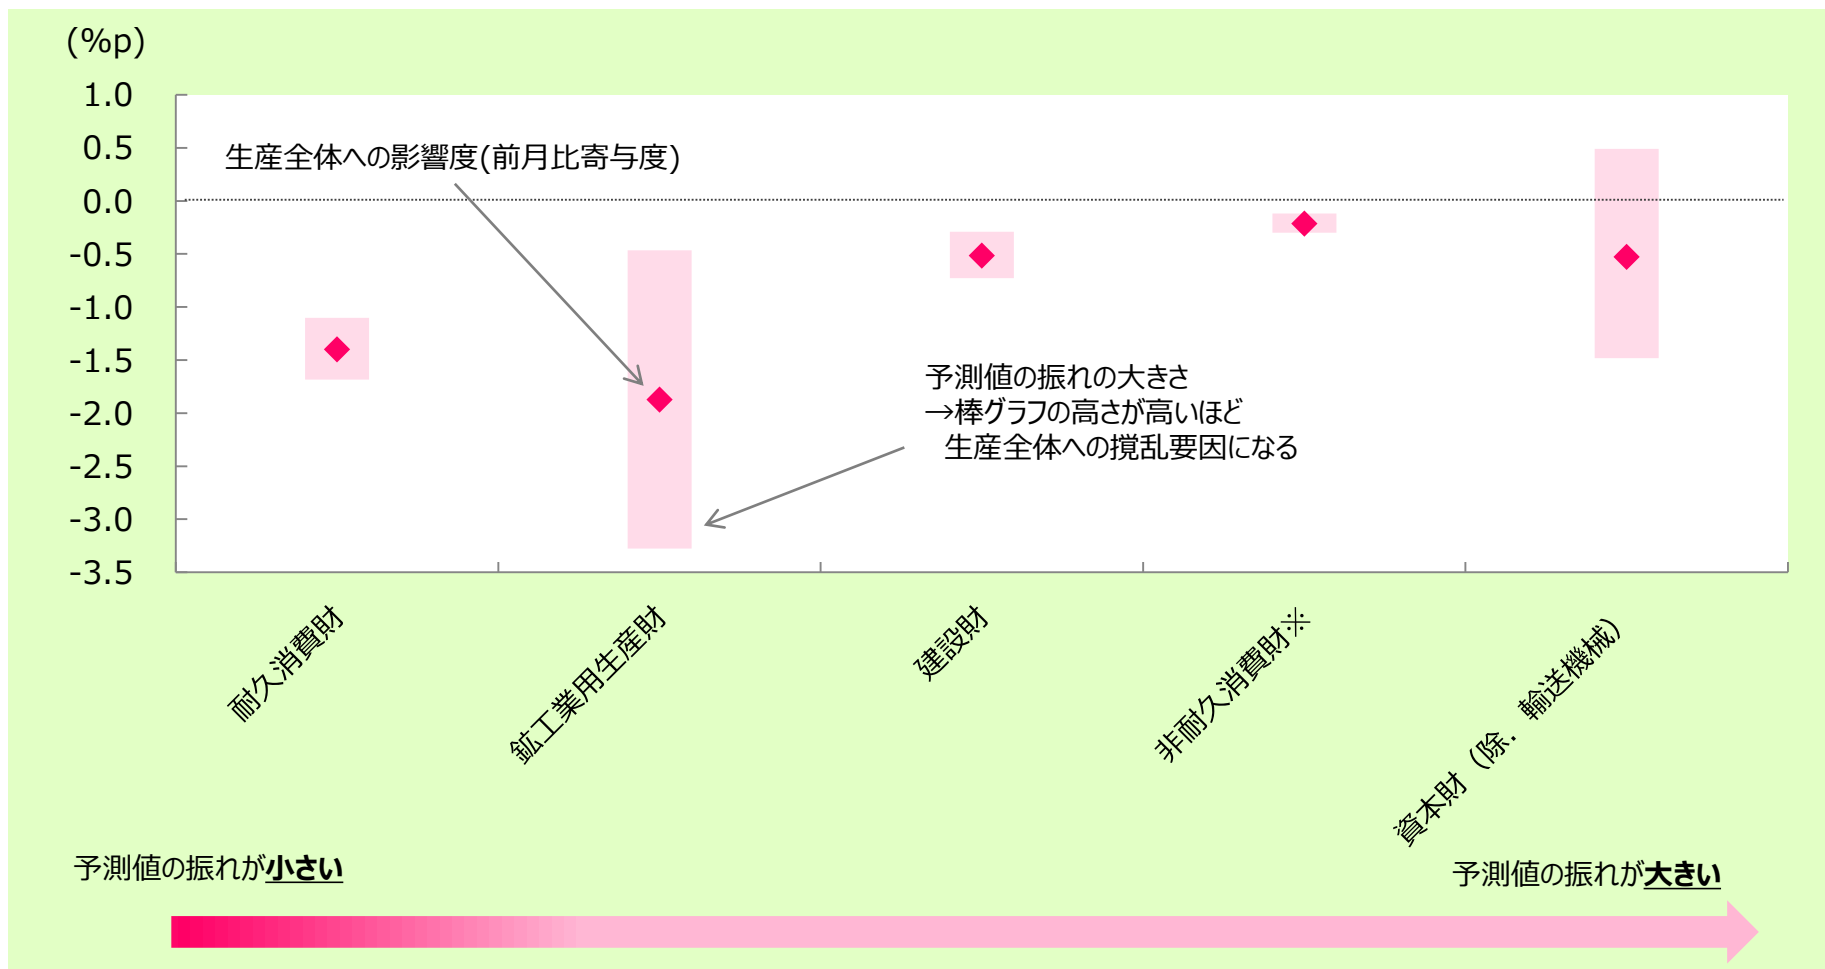 (%p)
1.0
0.5
0.0
-0.5
-1.0
-1.5
-2.0
-2.5
-3.0
-3.5
生産全体への影響度(前月比寄与度)
予測値の振れの大きさ
→棒グラフの高さが高いほど
生産全体への撹乱要因になる
耐久消費財
鉱工業用生産財
建設財
非耐久消費財※
資本財（除．輸送機械）
予測値の振れが小さい
予測値の振れが大きい